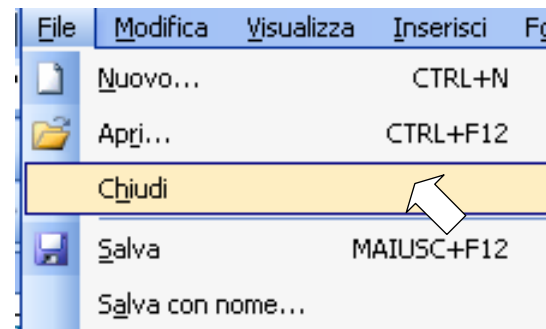 File Modifica Visualizza Inserisci
Nuovo... CTRL+N
Apri... CTRL+F12
Chiudi
Salva MAIUSC+F12
Salva con nome...